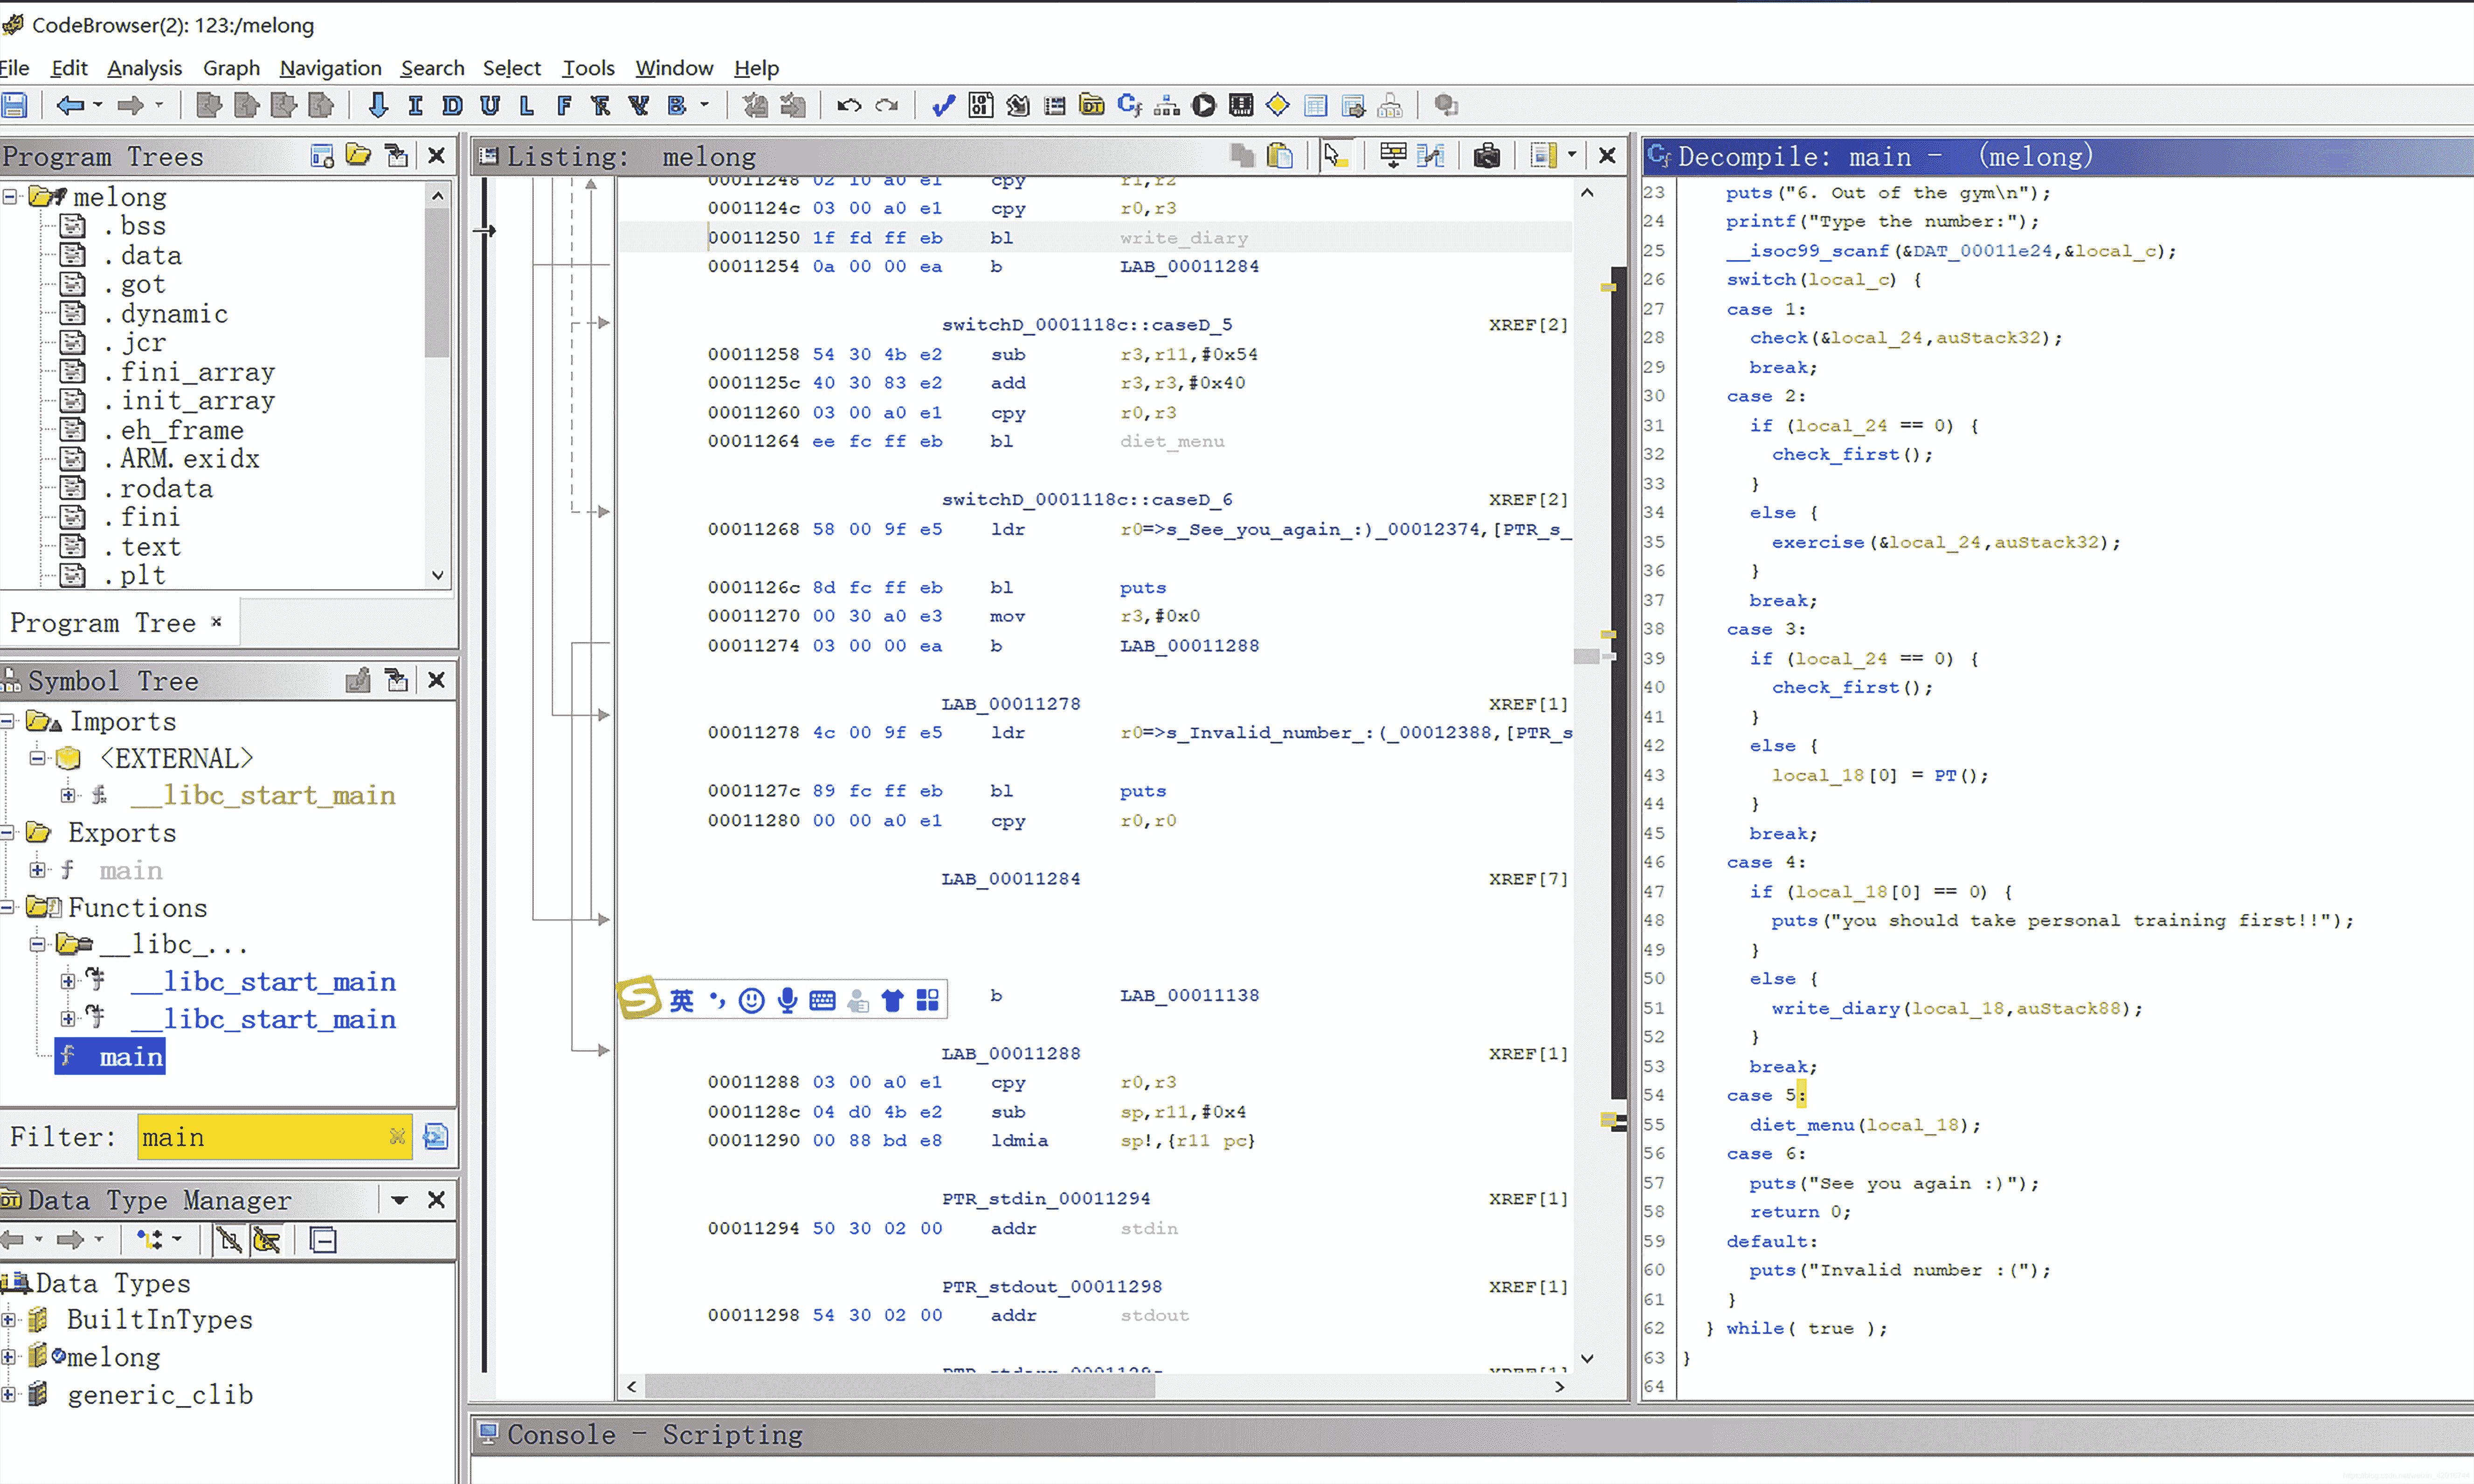 CodeBrowser(2): 123:/melong
File Edit Analysis Graph Navigation Search Select Tools Window Help
I D U L F V B
Program Trees
melong
.bss
.data
.got
.dynamic
.jcr
.fini_array
.init_array
.eh_frame
.ARM.exidx
.rodata
.fini
.text
.plt
Program Tree ×
Symbol Tree
Imports
<EXTERNAL>
__libc_start_main
Exports
main
Functions
__libc_...
__libc_start_main
__libc_start_main
main
Filter: main
Data Type Manager
Data Types
BuiltInTypes
melong
generic_clib
Listing: melong
00011248 02 10 a0 e1 cpy r1,r2
0001124c 03 00 a0 e1 cpy r0,r3
00011250 1f fd ff eb bl write_diary
00011254 0a 00 00 ea b LAB_00011284
switchD_0001118c::caseD_5 XREF[2]
00011258 54 30 4b e2 sub r3,r11,#0x54
0001125c 40 30 83 e2 add r3,r3,#0x40
00011260 03 00 a0 e1 cpy r0,r3
00011264 ee fc ff eb bl diet_menu
switchD_0001118c::caseD_6 XREF[2]
00011268 58 00 9f e5 ldr r0=>s_See_you_again_:)_00012374,[PTR_s_
0001126c 8d fc ff eb bl puts
00011270 00 30 a0 e3 mov r3,#0x0
00011274 03 00 00 ea b LAB_00011288
LAB_00011278 XREF[1]
00011278 4c 00 9f e5 ldr r0=>s_Invalid_number_:(_00012388,[PTR_s
0001127c 89 fc ff eb bl puts
00011280 00 00 a0 e1 cpy r0,r0
LAB_00011284 XREF[7]
英 b LAB_00011138
LAB_00011288 XREF[1]
00011288 03 00 a0 e1 cpy r0,r3
0001128c 04 d0 4b e2 sub sp,r11,#0x4
00011290 00 88 bd e8 ldmia sp!,{r11 pc}
PTR_stdin_00011294 XREF[1]
00011294 50 30 02 00 addr stdin
PTR_stdout_00011298 XREF[1]
00011298 54 30 02 00 addr stdout
Decompile: main - (melong)
23 puts("6. Out of the gym\n");
24 printf("Type the number:");
25 __isoc99_scanf(&DAT_00011e24,&local_c);
26 switch(local_c) {
27 case 1:
28 check(&local_24,auStack32);
29 break;
30 case 2:
31 if (local_24 == 0) {
32 check_first();
33 }
34 else {
35 exercise(&local_24,auStack32);
36 }
37 break;
38 case 3:
39 if (local_24 == 0) {
40 check_first();
41 }
42 else {
43 local_18[0] = PT();
44 }
45 break;
46 case 4:
47 if (local_18[0] == 0) {
48 puts("you should take personal training first!!");
49 }
50 else {
51 write_diary(local_18,auStack88);
52 }
53 break;
54 case 5:
55 diet_menu(local_18);
56 case 6:
57 puts("See you again :)");
58 return 0;
59 default:
60 puts("Invalid number :(");
61 }
62 } while( true );
63 }
64
Console - Scripting